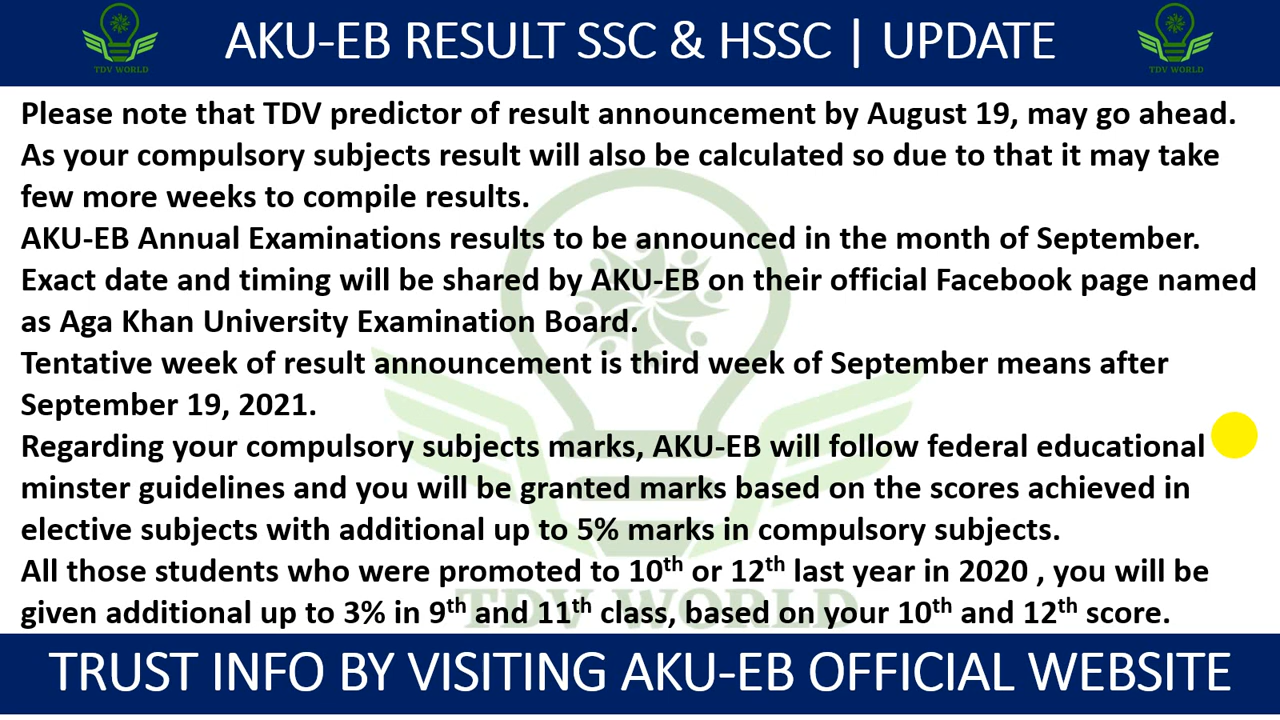 TDV WORLD
AKU-EB RESULT SSC & HSSC | UPDATE
TDV WORLD
Please note that TDV predictor of result announcement by August 19, may go ahead.
As your compulsory subjects result will also be calculated so due to that it may take
few more weeks to compile results.
AKU-EB Annual Examinations results to be announced in the month of September.
Exact date and timing will be shared by AKU-EB on their official Facebook page named
as Aga Khan University Examination Board.
Tentative week of result announcement is third week of September means after
September 19, 2021.
Regarding your compulsory subjects marks, AKU-EB will follow federal educational
minster guidelines and you will be granted marks based on the scores achieved in
elective subjects with additional up to 5% marks in compulsory subjects.
All those students who were promoted to 10th or 12th last year in 2020 , you will be
given additional up to 3% in 9th and 11th class, based on your 10th and 12th score.
TDV WORLD
TRUST INFO BY VISITING AKU-EB OFFICIAL WEBSITE